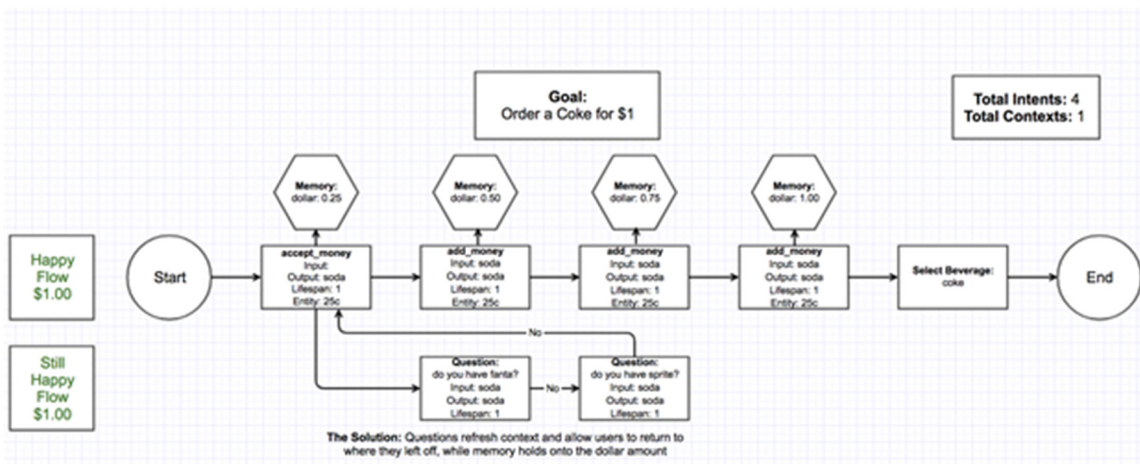 Goal:
Order a Coke for $1
Total Intents: 4
Total Contexts: 1
Memory:
dollar: 0.25
Memory:
dollar: 0.50
Memory:
dollar: 0.75
Memory:
dollar: 1.00
Happy
Flow
$1.00
Start
accept_money
Input:
Output: soda
Lifespan: 1
Entity: 25c
add_money
Input: soda
Output: soda
Lifespan: 1
Entity: 25c
add_money
Input: soda
Output: soda
Lifespan: 1
Entity: 25c
add_money
Input: soda
Output: soda
Lifespan: 1
Entity: 25c
Select Beverage:
coke
End
No
Still
Happy
Flow
$1.00
Question:
do you have fanta?
Input: soda
Output: soda
Lifespan: 1
No
Question:
do you have sprite?
Input: soda
Output: soda
Lifespan: 1
The Solution: Questions refresh context and allow users to return to
where they left off, while memory holds onto the dollar amount